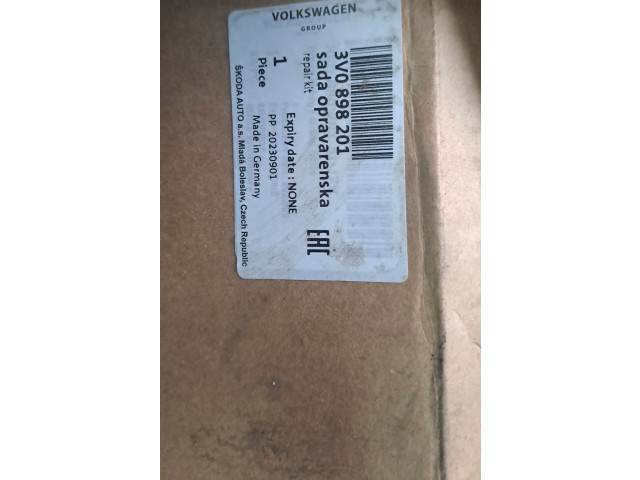 VOLKSWAGEN
GROUP
3V0 898 201
sada opravarenska
repair kit
1
Piece
Expiry date : NONE
PP 20230901
Made in Germany
ŠKODA AUTO a.s. Mladá Boleslav, Czech Republic
EAC